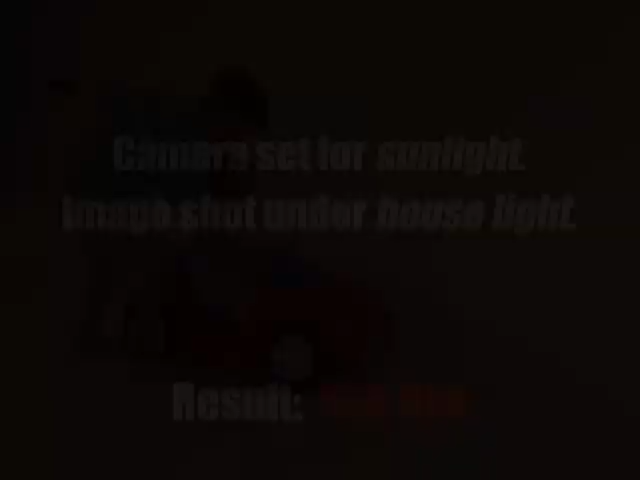 Camera set for sunlight.
Image shot under house light.
Result: